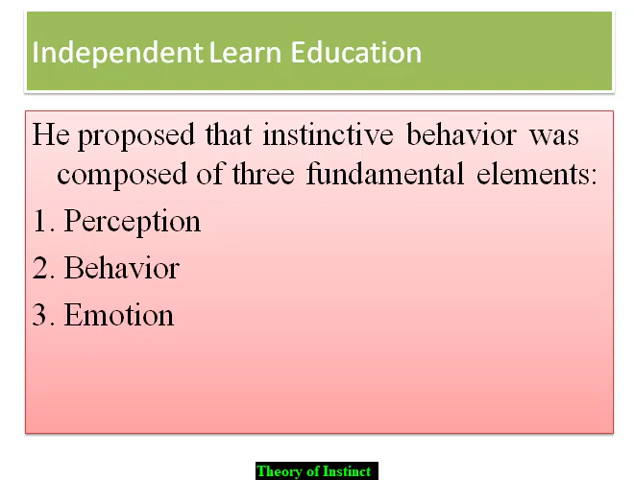 Independent Learn Education
He proposed that instinctive behavior was
composed of three fundamental elements:
1. Perception
2. Behavior
3. Emotion
Theory of Instinct